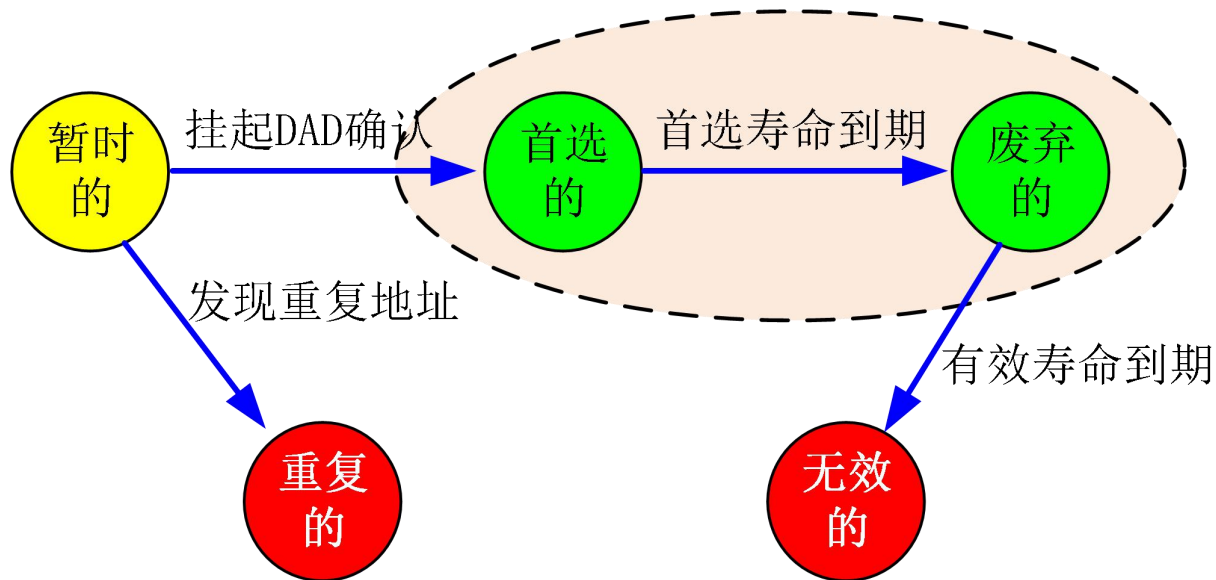 暂时
的
挂起DAD确认
首选
的
首选寿命到期
废弃
的
发现重复地址
有效寿命到期
重复
的
无效
的